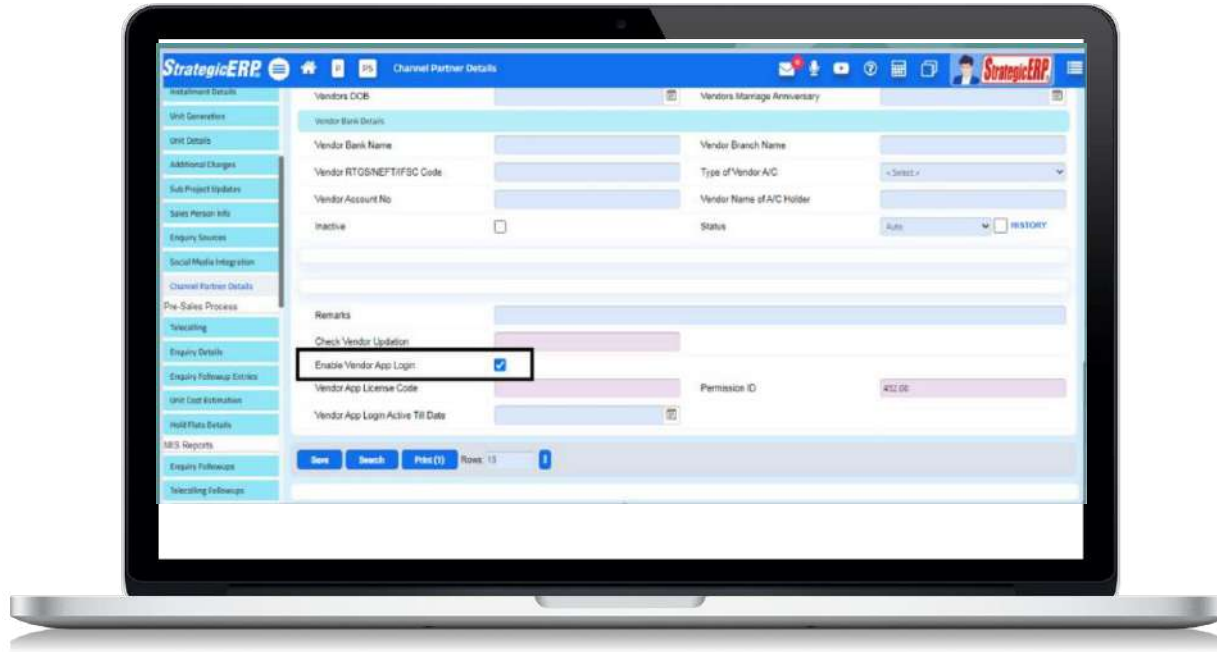 StrategicERP P PS Channel Partner Details StrategicERP
Installment Details
Unit Generation
Unit Details
Additional Charges
Sub Project Updates
Sales Person Info
Enquiry Sources
Social Media Integration
Channel Partner Details
Pre-Sales Process
Telecalling
Enquiry Details
Enquiry Followup Entries
Unit Cost Estimation
Hold Flats Details
MIS Reports
Enquiry Followups
Telecalling Followups
Vendors DOB Vendors Marriage Anniversary
Vendor Bank Details
Vendor Bank Name Vendor Branch Name
Vendor RTGS/NEFT/IFSC Code Type of Vendor A/C < Select >
Vendor Account No Vendor Name of A/C Holder
Inactive Status Auto HISTORY
Remarks
Check Vendor Updation
Enable Vendor App Login
Vendor App License Code Permission ID 452.00
Vendor App Login Active Till Date
Save Search Print (1) Rows: 15